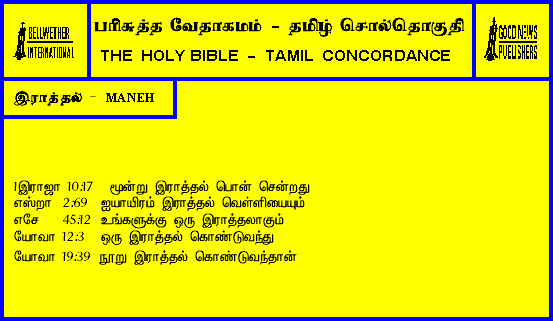 BELLWETHER
INTERNATIONAL
பரிசுத்த வேதாகமம் - தமிழ் சொல்தொகுதி
THE HOLY BIBLE - TAMIL CONCORDANCE
GOOD NEWS
PUBLISHERS
இராத்தல் - MANEH
1இராஜா 10:17 மூன்று இராத்தல் பொன் சென்றது
எஸ்றா 2:69 ஐயாயிரம் இராத்தல் வெள்ளியையும்
எசே 45:12 உங்களுக்கு ஒரு இராத்தலாகும்
யோவா 12:3 ஒரு இராத்தல் கொண்டுவந்து
யோவா 19:39 நூறு இராத்தல் கொண்டுவந்தான்